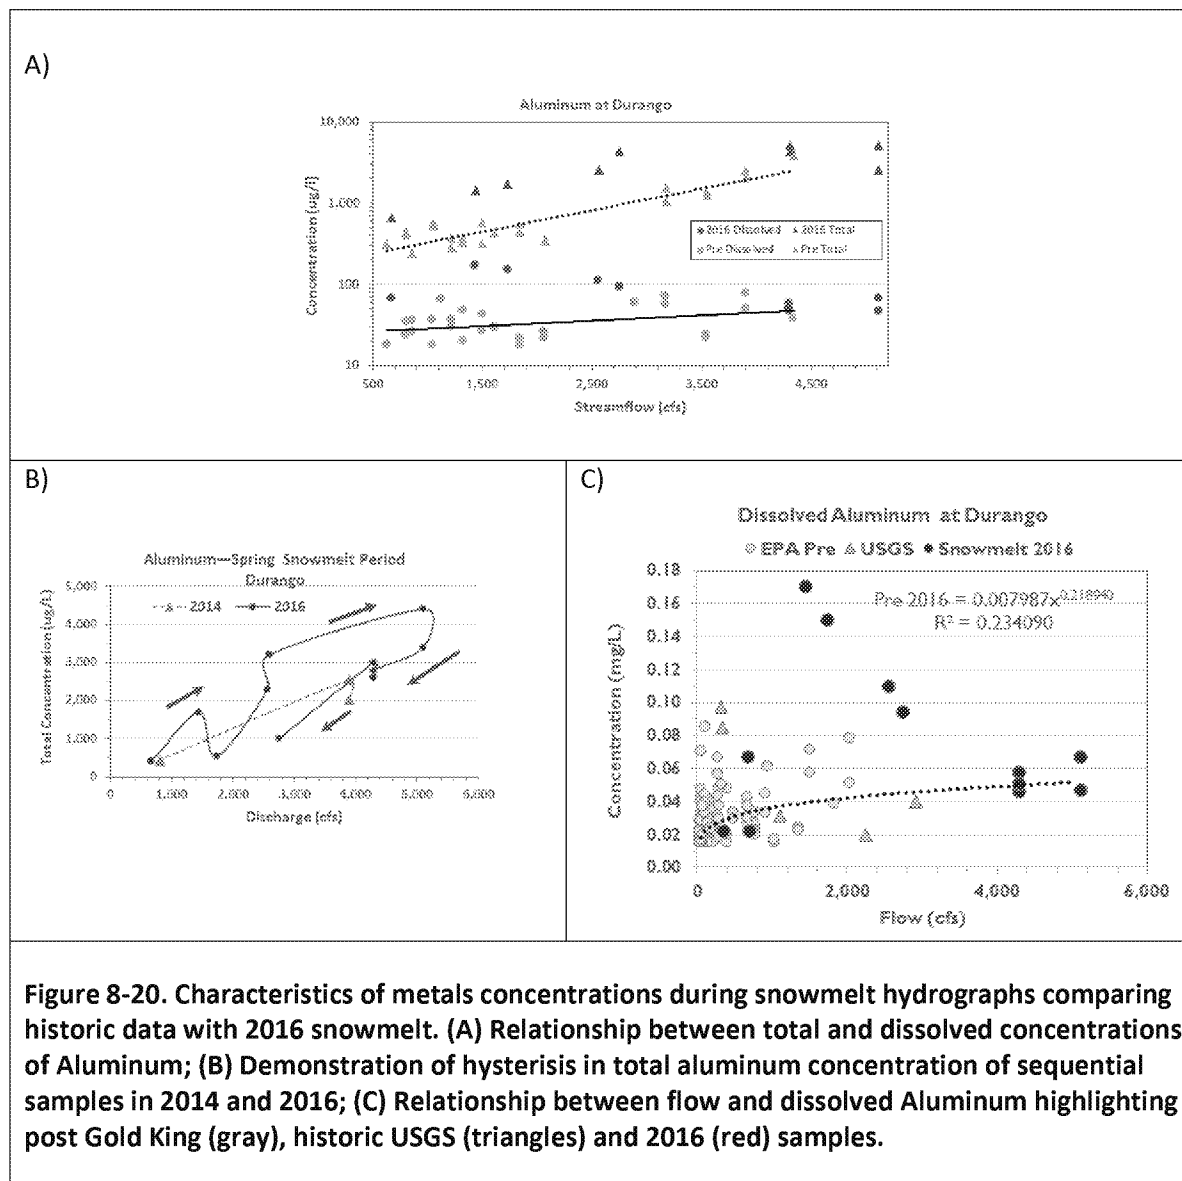 A)
Aluminum at Durango
10,000
1,000
100
10
Concentration (ug/l)
2016 Dissolved 2016 Total
Pre Dissolved Pre Total
500 1,500 2,500 3,500 4,500
Streamflow (cfs)
B)
Aluminum—Spring Snowmelt Period
Durango
2014 2016
5,000
4,000
3,000
2,000
1,000
0
Total Concentration (ug/L)
0 1,000 2,000 3,000 4,000 5,000 6,000
Discharge (cfs)
C)
Dissolved Aluminum at Durango
EPA Pre USGS Snowmelt 2016
0.18
0.16
0.14
0.12
0.10
0.08
0.06
0.04
0.02
0.00
Concentration (mg/L)
Pre 2016 = 0.007987x^0.218940
R² = 0.234090
0 2,000 4,000 6,000
Flow (cfs)
Figure 8-20. Characteristics of metals concentrations during snowmelt hydrographs comparing
historic data with 2016 snowmelt. (A) Relationship between total and dissolved concentrations
of Aluminum; (B) Demonstration of hysterisis in total aluminum concentration of sequential
samples in 2014 and 2016; (C) Relationship between flow and dissolved Aluminum highlighting
post Gold King (gray), historic USGS (triangles) and 2016 (red) samples.